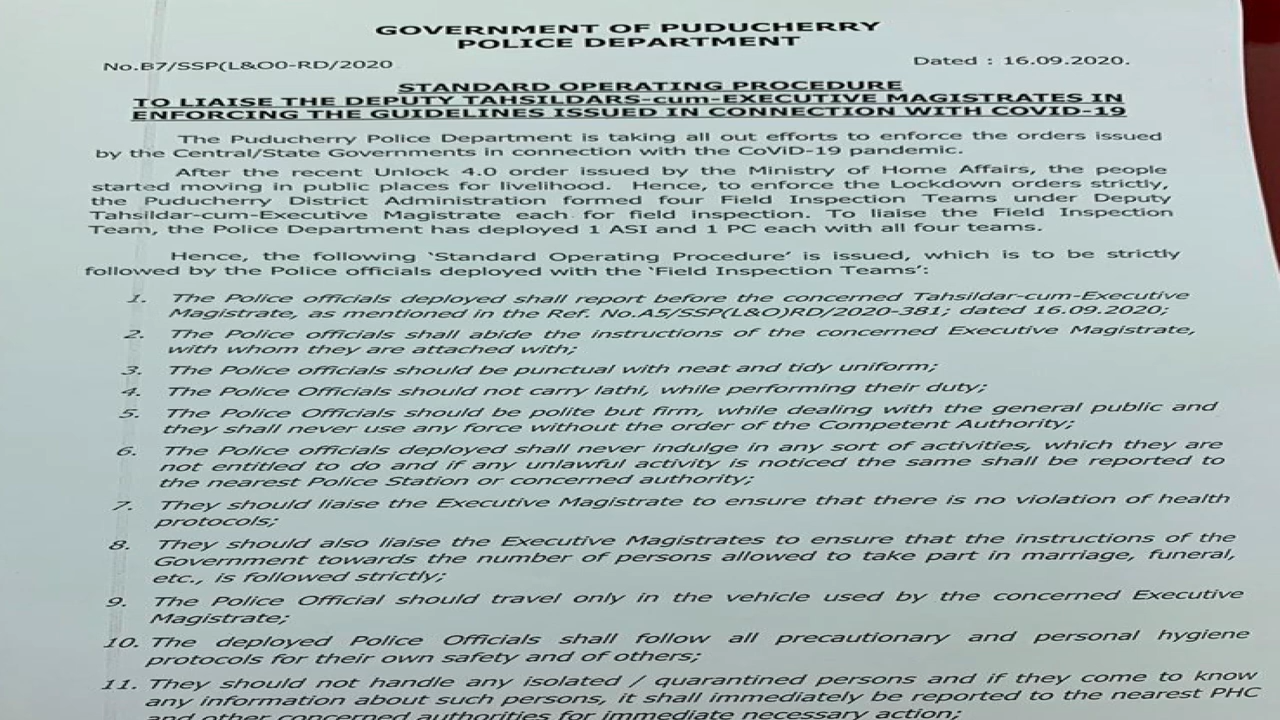 GOVERNMENT OF PUDUCHERRY
POLICE DEPARTMENT
No.B7/SSP(L&O0-RD/2020
Dated : 16.09.2020.
STANDARD OPERATING PROCEDURE
TO LIAISE THE DEPUTY TAHSILDARS-cum-EXECUTIVE MAGISTRATES IN
ENFORCING THE GUIDELINES ISSUED IN CONNECTION WITH COVID-19
The Puducherry Police Department is taking all out efforts to enforce the orders issued
by the Central/State Governments in connection with the CoViD-19 pandemic.
After the recent Unlock 4.0 order issued by the Ministry of Home Affairs, the people
started moving in public places for livelihood. Hence, to enforce the Lockdown orders strictly,
the Puducherry District Administration formed four Field Inspection Teams under Deputy
Tahsildar-cum-Executive Magistrate each for field inspection. To liaise the Field Inspection
Team, the Police Department has deployed 1 ASI and 1 PC each with all four teams.
Hence, the following 'Standard Operating Procedure' is issued, which is to be strictly
followed by the Police officials deployed with the 'Field Inspection Teams':
1. The Police officials deployed shall report before the concerned Tahsildar-cum-Executive
Magistrate, as mentioned in the Ref. No.A5/SSP(L&O)RD/2020-381; dated 16.09.2020;
2. The Police officials shall abide the instructions of the concerned Executive Magistrate,
with whom they are attached with;
3. The Police officials should be punctual with neat and tidy uniform;
4. The Police Officials should not carry lathi, while performing their duty;
5. The Police Officials should be polite but firm, while dealing with the general public and
they shall never use any force without the order of the Competent Authority;
6. The Police officials deployed shall never indulge in any sort of activities, which they are
not entitled to do and if any unlawful activity is noticed the same shall be reported to
the nearest Police Station or concerned authority;
7. They should liaise the Executive Magistrate to ensure that there is no violation of health
protocols;
8. They should also liaise the Executive Magistrates to ensure that the instructions of the
Government towards the number of persons allowed to take part in marriage, funeral,
etc., is followed strictly;
9. The Police Official should travel only in the vehicle used by the concerned Executive
Magistrate;
10. The deployed Police Officials shall follow all precautionary and personal hygiene
protocols for their own safety and of others;
11. They should not handle any isolated / quarantined persons and if they come to know
any information about such persons, it shall immediately be reported to the nearest PHC
and other concerned authorities for immediate necessary action;